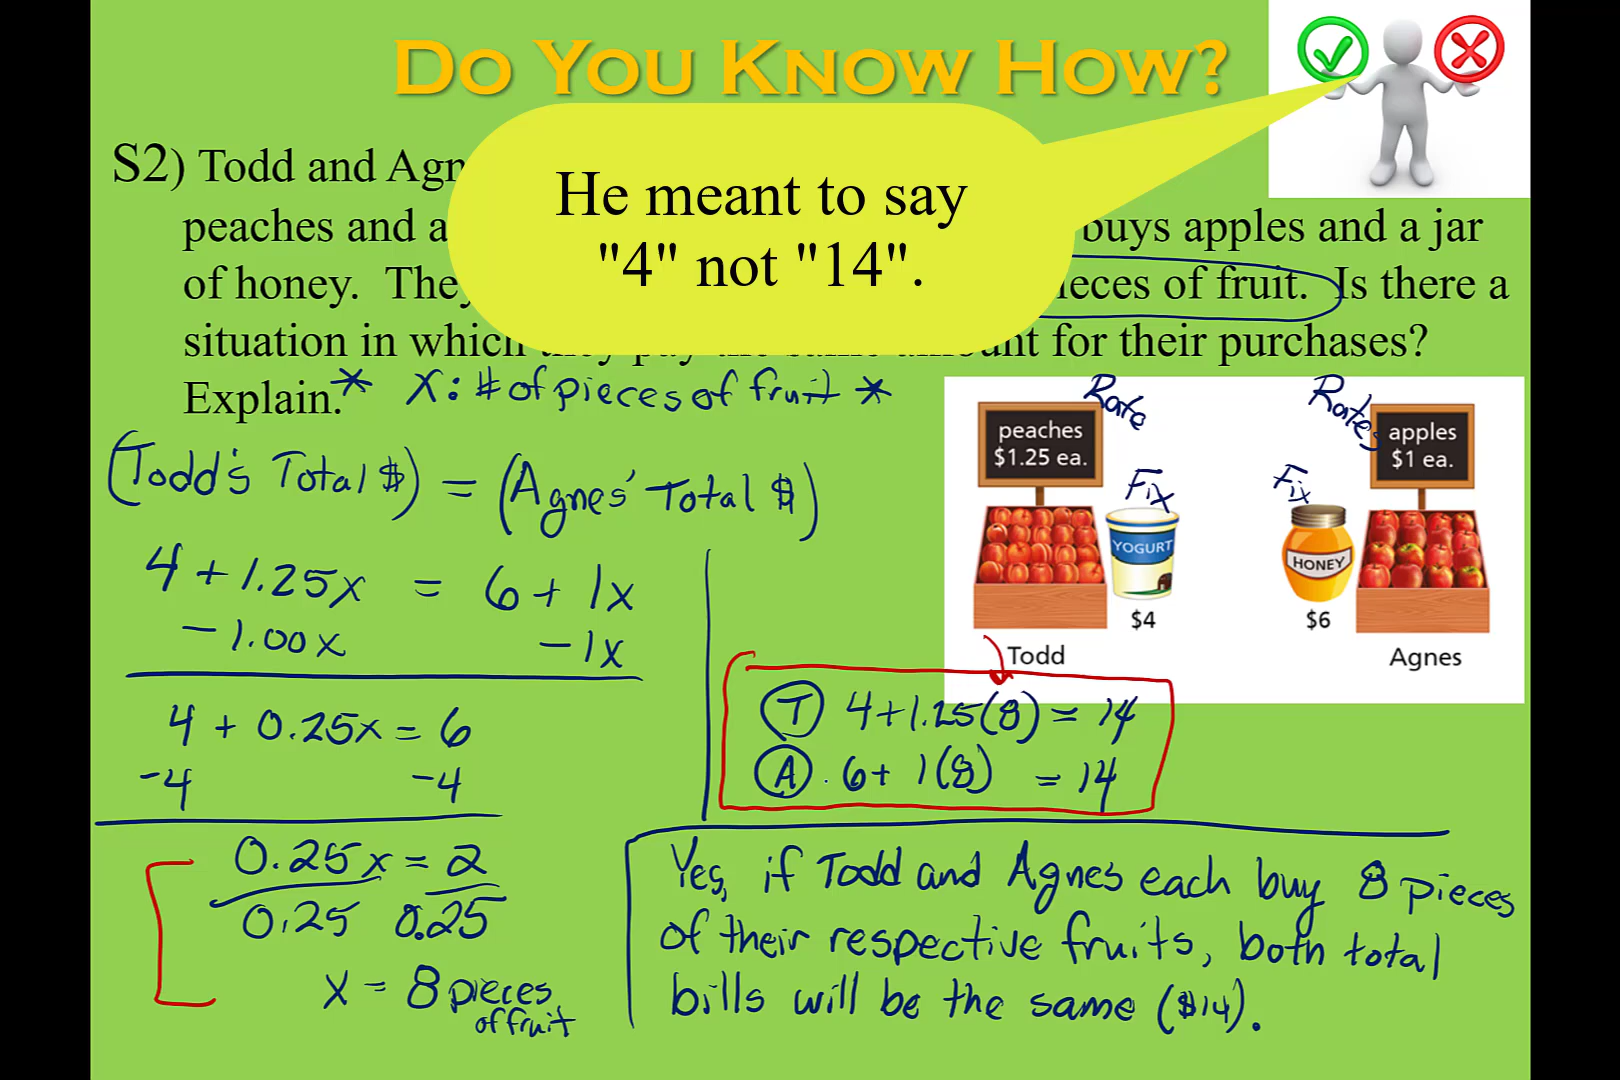 Do You Know How?
He meant to say
"4" not "14".
S2) Todd and Agn
peaches and a buys apples and a jar
of honey. They ieces of fruit. Is there a
situation in which they pay the same amount for their purchases?
Explain.* X: # of pieces of fruit *
(Todd's Total $) = (Agnes' Total $)
4 + 1.25x = 6 + 1x
- 1.00x - 1x
4 + 0.25x = 6
-4 -4
0.25x = 2
0.25 0.25
x = 8 pieces
of fruit
Rate
Rates
peaches
$1.25 ea.
apples
$1 ea.
Fix
Fix
YOGURT
HONEY
$4
$6
Todd
Agnes
T 4+1.25(8) = 14
A . 6+ 1(8) = 14
Yes, if Todd and Agnes each buy 8 pieces
of their respective fruits, both total
bills will be the same ($14).